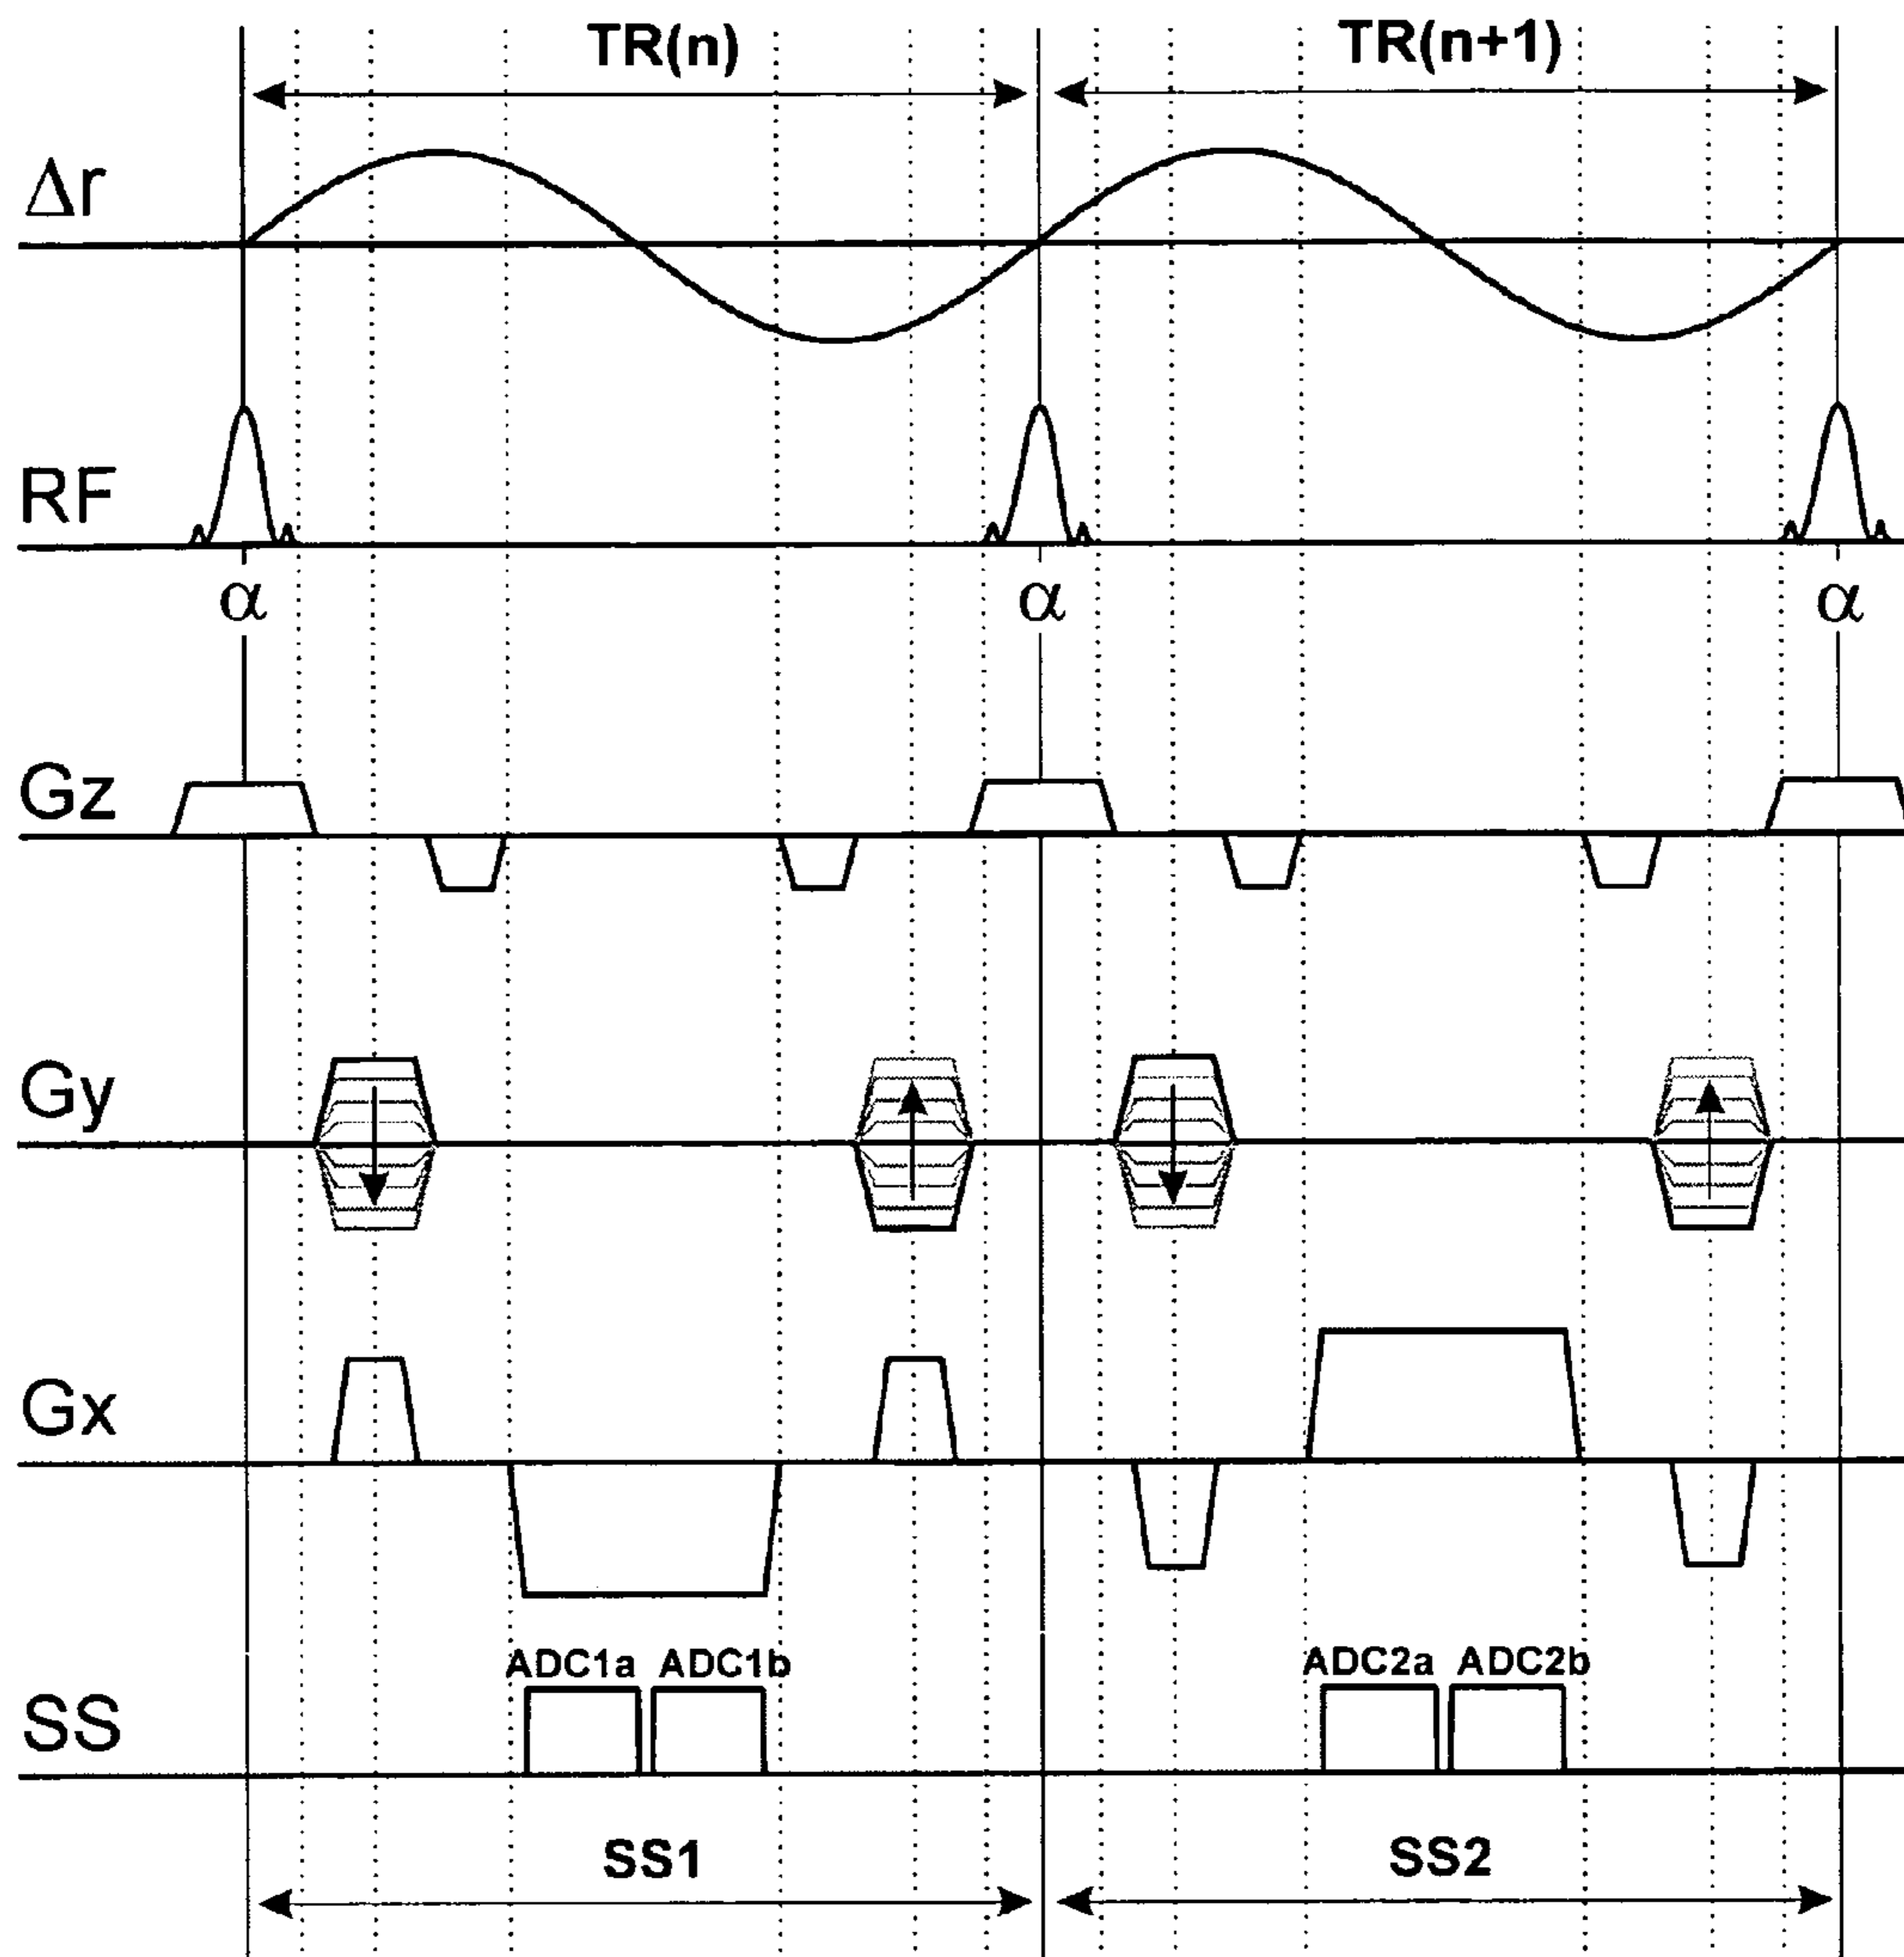 TR(n) TR(n+1)
Δr
RF
α α α
Gz
Gy
Gx
ADC1a ADC1b ADC2a ADC2b
SS
SS1 SS2